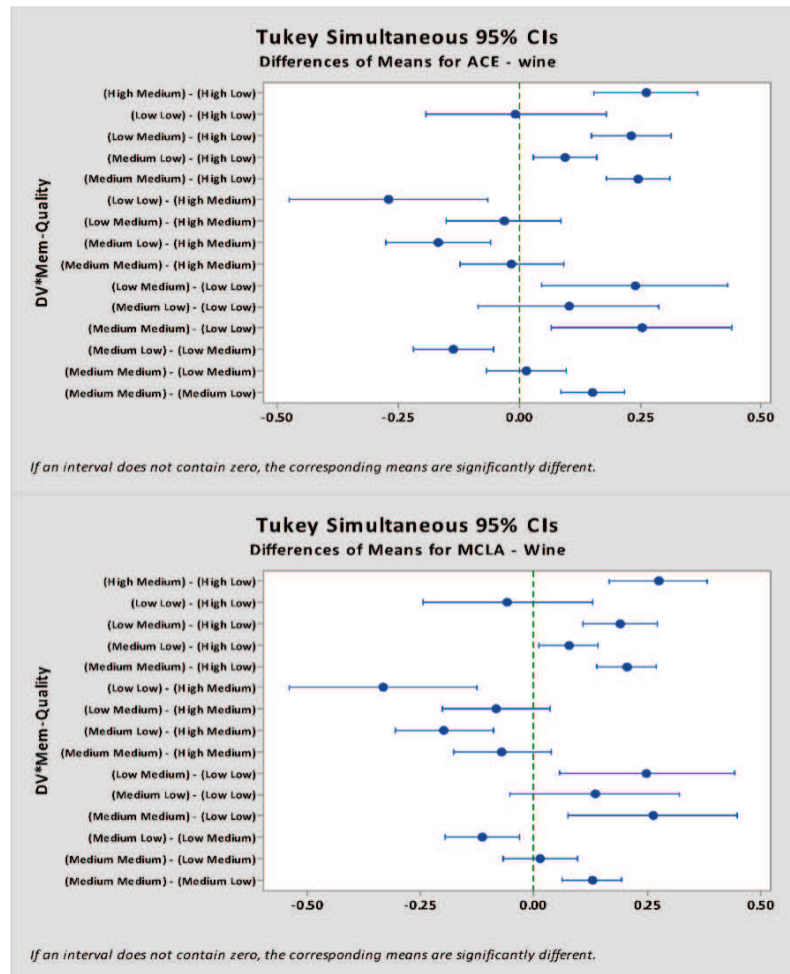 Tukey Simultaneous 95% CIs
Differences of Means for ACE - wine
DV*Mem-Quality
(High Medium) - (High Low)
(Low Low) - (High Low)
(Low Medium) - (High Low)
(Medium Low) - (High Low)
(Medium Medium) - (High Low)
(Low Low) - (High Medium)
(Low Medium) - (High Medium)
(Medium Low) - (High Medium)
(Medium Medium) - (High Medium)
(Low Medium) - (Low Low)
(Medium Low) - (Low Low)
(Medium Medium) - (Low Low)
(Medium Low) - (Low Medium)
(Medium Medium) - (Low Medium)
(Medium Medium) - (Medium Low)
-0.50 -0.25 0.00 0.25 0.50
If an interval does not contain zero, the corresponding means are significantly different.
Tukey Simultaneous 95% CIs
Differences of Means for MCLA - Wine
DV*Mem-Quality
(High Medium) - (High Low)
(Low Low) - (High Low)
(Low Medium) - (High Low)
(Medium Low) - (High Low)
(Medium Medium) - (High Low)
(Low Low) - (High Medium)
(Low Medium) - (High Medium)
(Medium Low) - (High Medium)
(Medium Medium) - (High Medium)
(Low Medium) - (Low Low)
(Medium Low) - (Low Low)
(Medium Medium) - (Low Low)
(Medium Low) - (Low Medium)
(Medium Medium) - (Low Medium)
(Medium Medium) - (Medium Low)
-0.50 -0.25 0.00 0.25 0.50
If an interval does not contain zero, the corresponding means are significantly different.